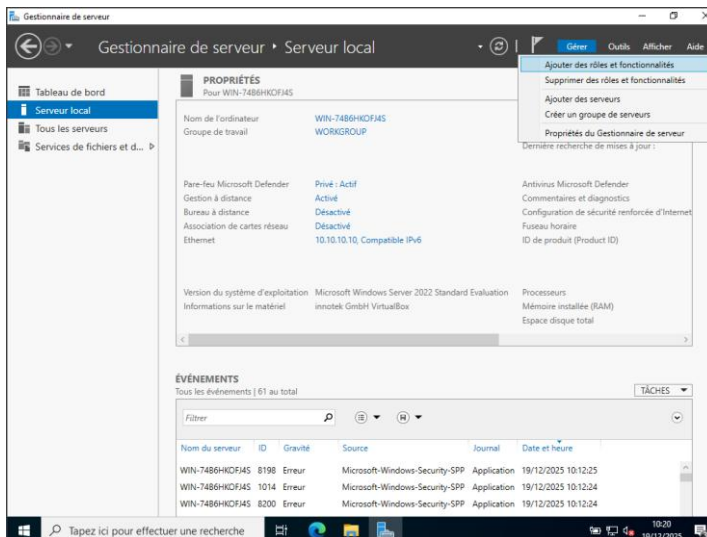 Gestionnaire de serveur
Gestionnaire de serveur ‣ Serveur local
Gérer Outils Afficher Aide
Ajouter des rôles et fonctionnalités
Supprimer des rôles et fonctionnalités
Ajouter des serveurs
Créer un groupe de serveurs
Propriétés du Gestionnaire de serveur
Tableau de bord
Serveur local
Tous les serveurs
Services de fichiers et d...
PROPRIÉTÉS
Pour WIN-74B6HKOFJ4S
Nom de l'ordinateur WIN-74B6HKOFJ4S
Groupe de travail WORKGROUP
Dernière recherche de mises à jour :
Pare-feu Microsoft Defender Privé : Actif Antivirus Microsoft Defender
Gestion à distance Activé Commentaires et diagnostics
Bureau à distance Désactivé Configuration de sécurité renforcée d'Internet
Association de cartes réseau Désactivé Fuseau horaire
Ethernet 10.10.10.10, Compatible IPv6 ID de produit (Product ID)
Version du système d'exploitation Microsoft Windows Server 2022 Standard Evaluation Processeurs
Informations sur le matériel innotek GmbH VirtualBox Mémoire installée (RAM)
Espace disque total
ÉVÉNEMENTS
Tous les événements | 61 au total
TÂCHES
Filtrer
Nom du serveur ID Gravité Source Journal Date et heure
WIN-74B6HKOFJ4S 8198 Erreur Microsoft-Windows-Security-SPP Application 19/12/2025 10:12:25
WIN-74B6HKOFJ4S 1014 Erreur Microsoft-Windows-Security-SPP Application 19/12/2025 10:12:24
WIN-74B6HKOFJ4S 8200 Erreur Microsoft-Windows-Security-SPP Application 19/12/2025 10:12:24
Tapez ici pour effectuer une recherche
10:20
19/12/2025